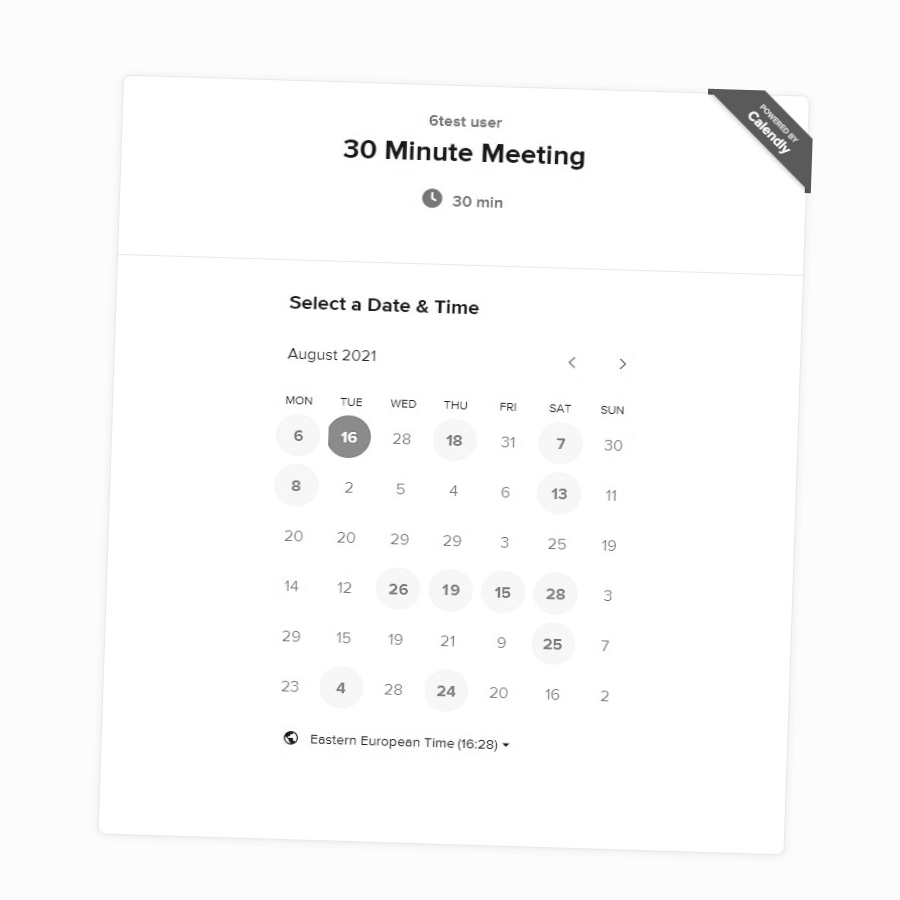 POWERED BY
Calendly
6test user
30 Minute Meeting
30 min
Select a Date & Time
August 2021
MON TUE WED THU FRI SAT SUN
6 16 28 18 31 7 30
8 2 5 4 6 13 11
20 20 29 29 3 25 19
14 12 26 19 15 28 3
29 15 19 21 9 25 7
23 4 28 24 20 16 2
Eastern European Time (16:28)